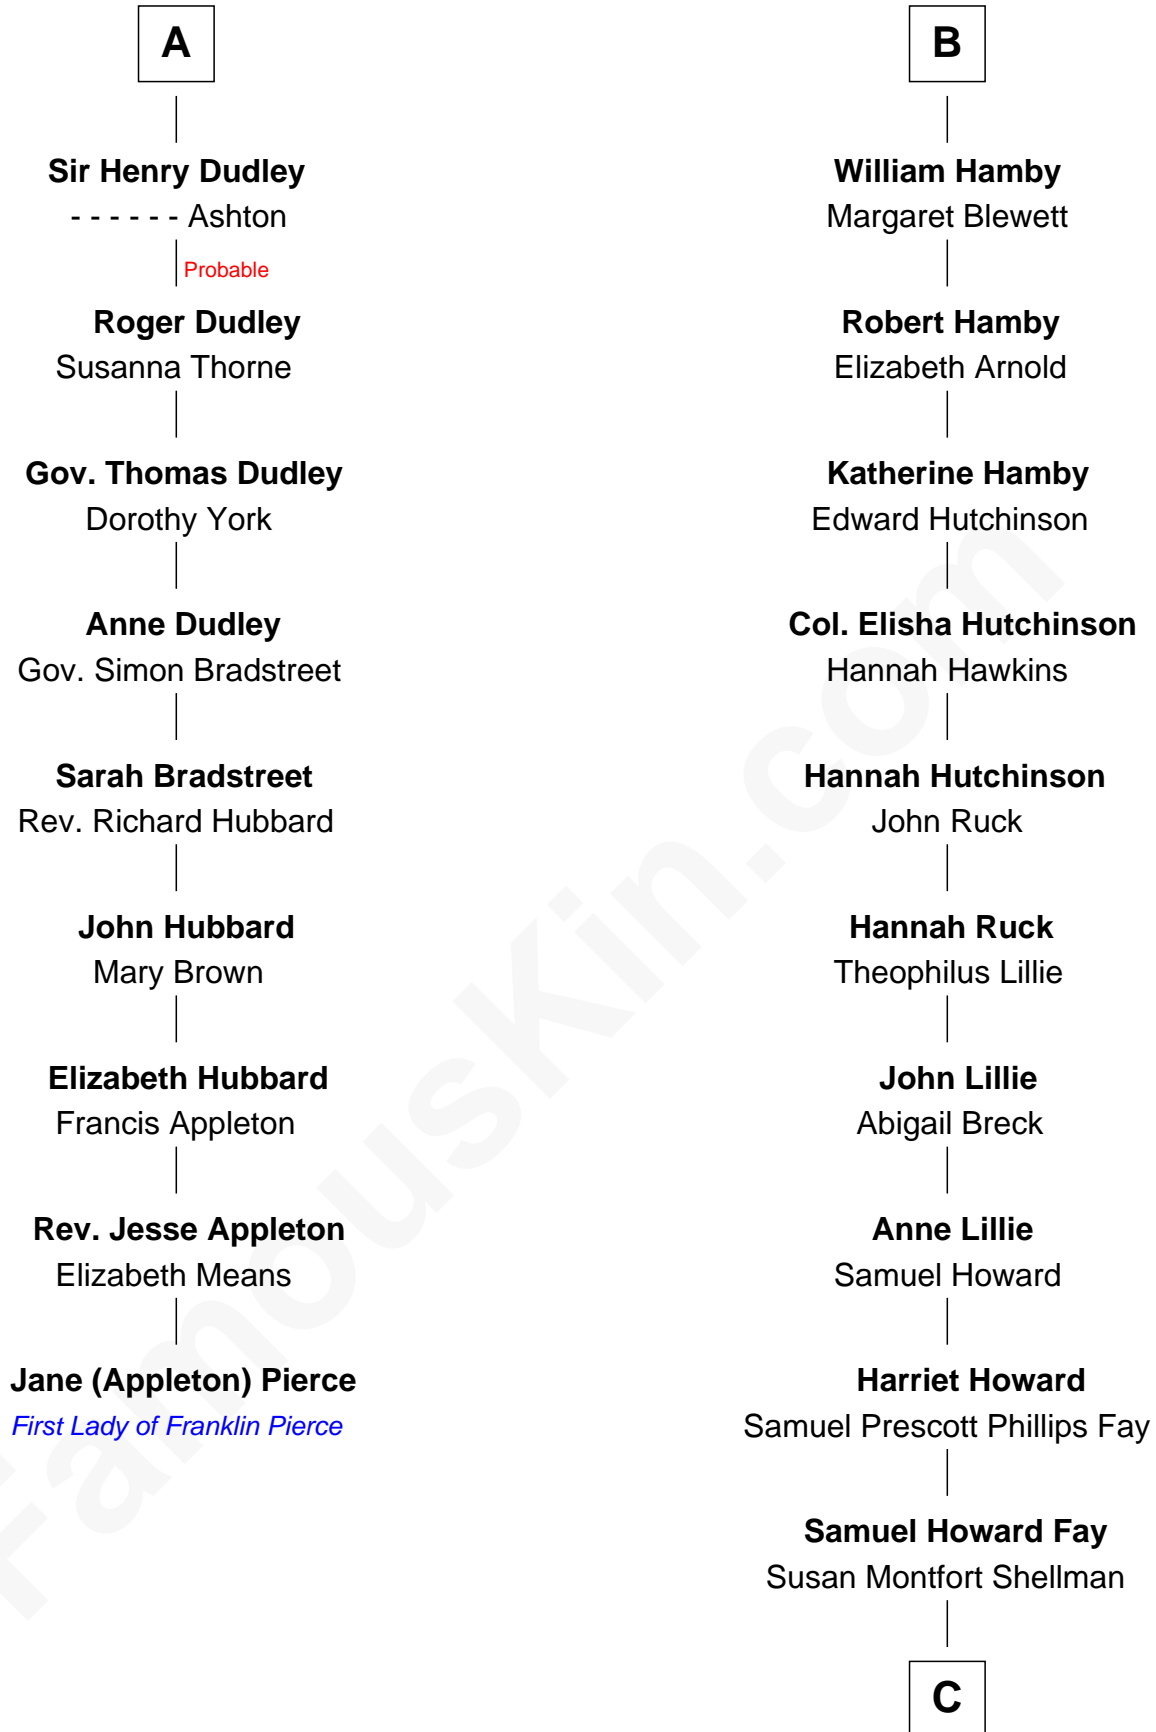 A
Sir Henry Dudley
- - - - - - Ashton
Probable
Roger Dudley
Susanna Thorne
Gov. Thomas Dudley
Dorothy York
Anne Dudley
Gov. Simon Bradstreet
Sarah Bradstreet
Rev. Richard Hubbard
John Hubbard
Mary Brown
Elizabeth Hubbard
Francis Appleton
Rev. Jesse Appleton
Elizabeth Means
Jane (Appleton) Pierce
First Lady of Franklin Pierce
B
William Hamby
Margaret Blewett
Robert Hamby
Elizabeth Arnold
Katherine Hamby
Edward Hutchinson
Col. Elisha Hutchinson
Hannah Hawkins
Hannah Hutchinson
John Ruck
Hannah Ruck
Theophilus Lillie
John Lillie
Abigail Breck
Anne Lillie
Samuel Howard
Harriet Howard
Samuel Prescott Phillips Fay
Samuel Howard Fay
Susan Montfort Shellman
C
FamousKin.com